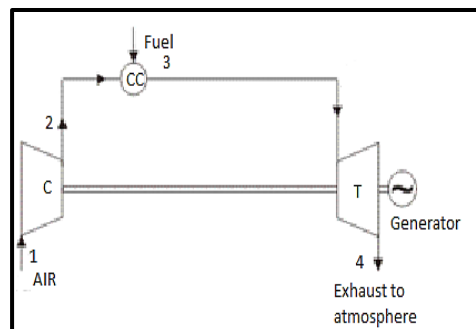 Fuel
CC
3
2
C
T
Generator
1
AIR
4
Exhaust to
atmosphere